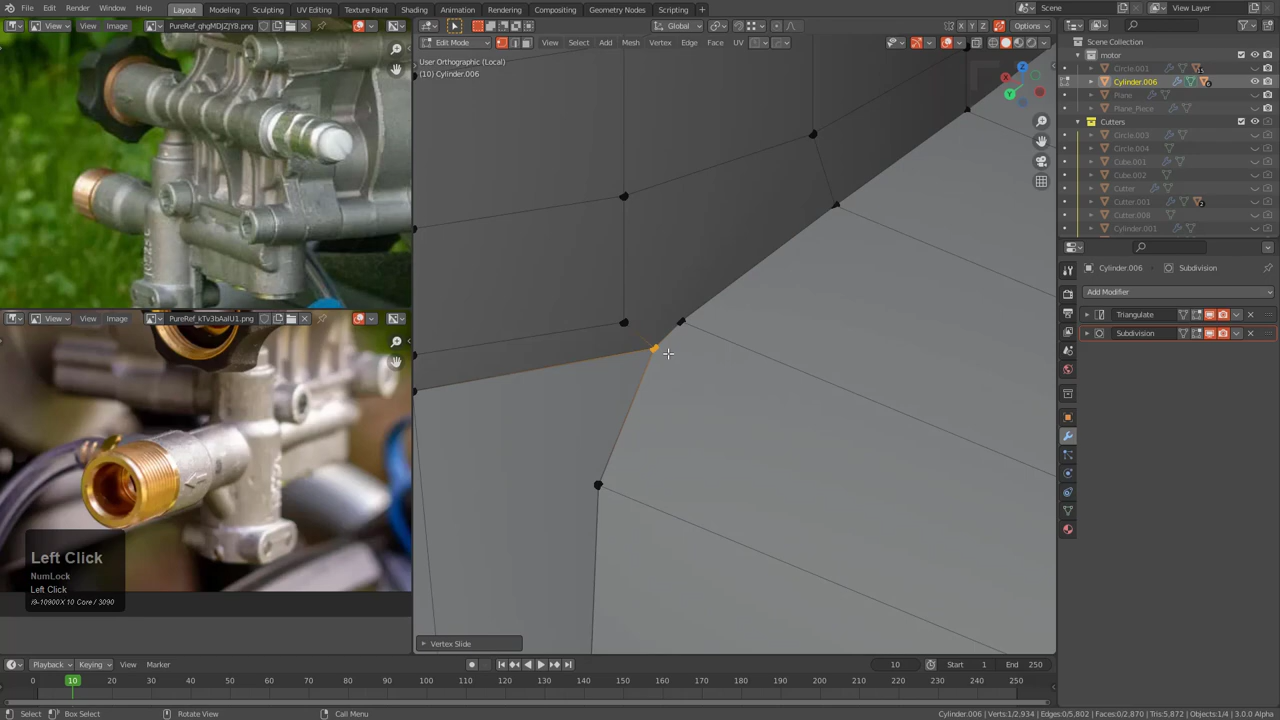 File Edit Render Window Help
Layout Modeling Sculpting UV Editing Texture Paint Shading Animation Rendering Compositing Geometry Nodes Scripting +
Scene
View Layer
View View Image PureRef_qhgMDJZJY8.png
Global
X Y Z
Options
Edit Mode View Select Add Mesh Vertex Edge Face UV
User Orthographic (Local)
(10) Cylinder.006
Z
X
Y
Scene Collection
motor
Circle.001
Cylinder.006
Plane
Plane_Piece
Cutters
Circle.003
Circle.004
Cube.001
Cube.002
Cutter
Cutter.001
Cutter.008
Cylinder.001
Cylinder.006 Subdivision
Add Modifier
Triangulate
Subdivision
View View Image PureRef_kTv3bAalU1.png
Left Click
NumLock
Left Click
i9-10900X 10 Core / 3090
Vertex Slide
Playback Keying View Marker
10 Start 1 End 250
0 10 20 30 40 50 60 70 80 90 100 110 120 130 140 150 160 170 180 190 200 210 220 230 240 250
Select Box Select Rotate View Call Menu
Cylinder.006 | Verts:1/2,934 | Edges:0/5,802 | Faces:0/2,870 | Tris:5,872 | Objects:1/4 | 3.0.0 Alpha